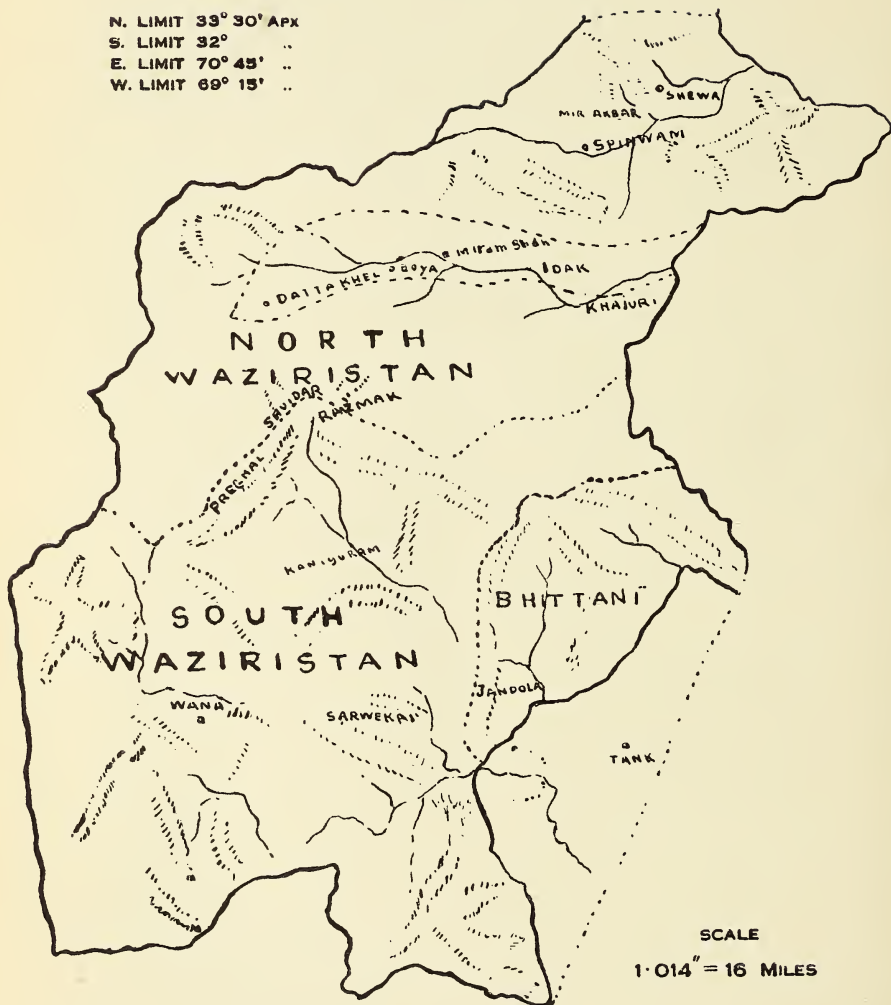 N. LIMIT 33° 30' APX
S. LIMIT 32° ..
E. LIMIT 70° 45' ..
W. LIMIT 69° 15' ..
SHEWA
MIR AKBAR
SPINWANI
Miram Shah
BOYA
IDAK
DATTA KHEL
KHAJURI
NORTH
WAZIRISTAN
SHUIDAR
RAZMAK
PREGHAL
KANIGURAM
BHITTANI
SOUTH
WAZIRISTAN
JANDOLA
WANA
SARWEKAI
TANK
SCALE
1·014" = 16 MILES